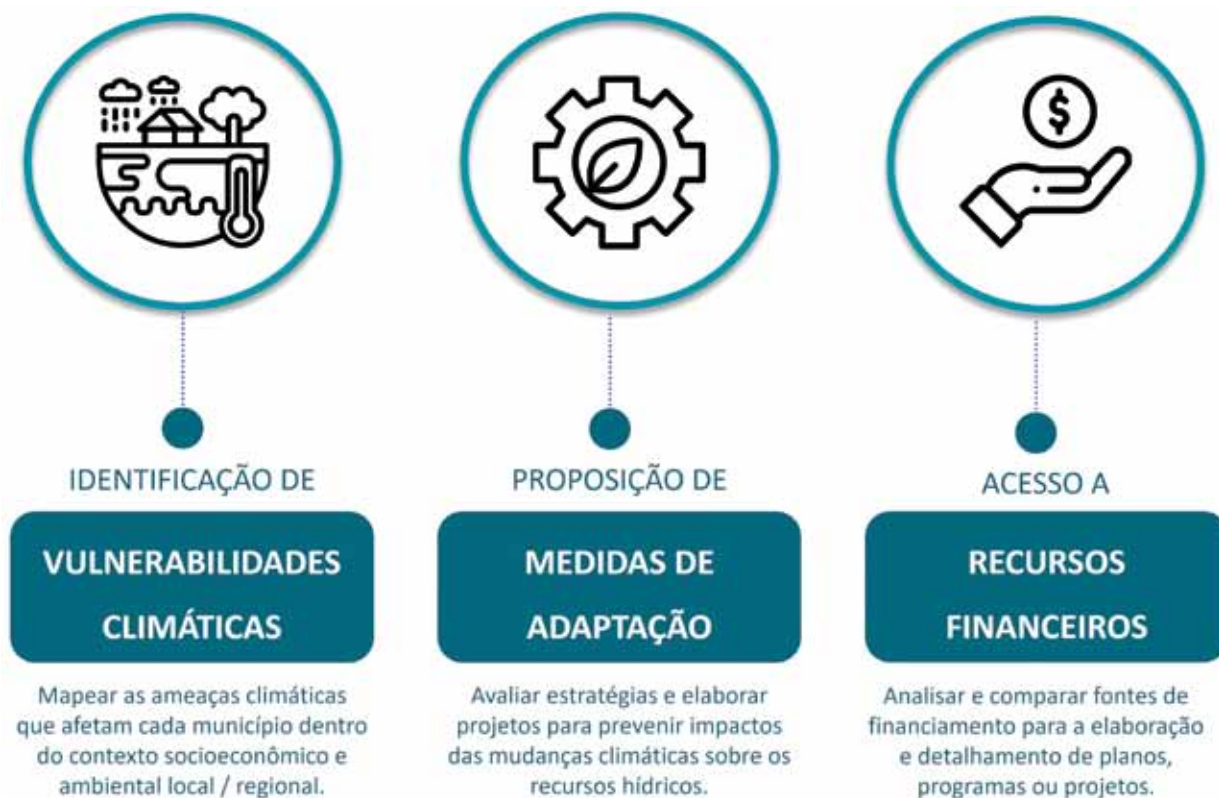 IDENTIFICAÇÃO DE
VULNERABILIDADES
CLIMÁTICAS
Mapear as ameaças climáticas
que afetam cada município dentro
do contexto socioeconômico e
ambiental local / regional.
PROPOSIÇÃO DE
MEDIDAS DE
ADAPTAÇÃO
Avaliar estratégias e elaborar
projetos para prevenir impactos
das mudanças climáticas sobre os
recursos hídricos.
$
ACESSO A
RECURSOS
FINANCEIROS
Analisar e comparar fontes de
financiamento para a elaboração
e detalhamento de planos,
programas ou projetos.